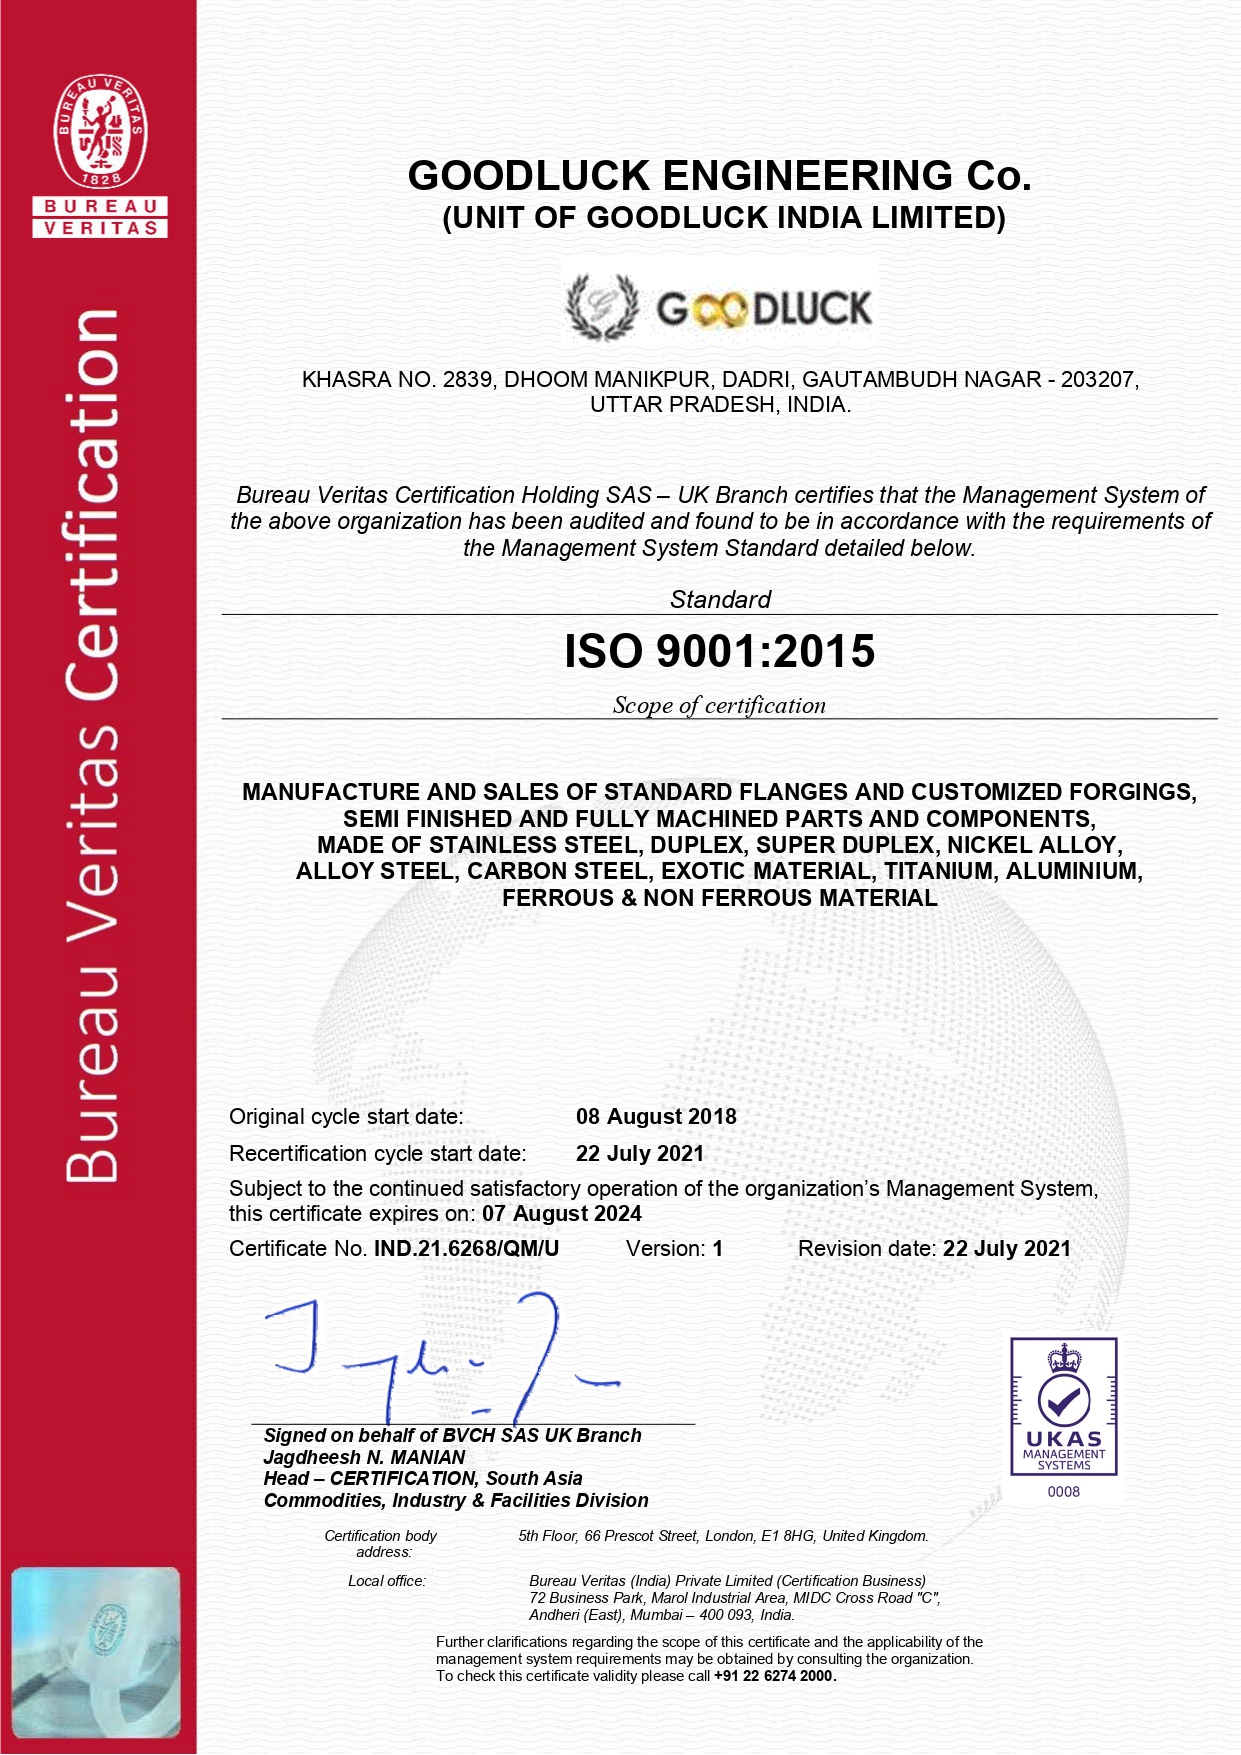 BUREAU VERITAS
1828
BUREAU
VERITAS
Bureau Veritas Certification
GOODLUCK ENGINEERING Co.
(UNIT OF GOODLUCK INDIA LIMITED)
G GOODLUCK
KHASRA NO. 2839, DHOOM MANIKPUR, DADRI, GAUTAMBUDH NAGAR - 203207,
UTTAR PRADESH, INDIA.
Bureau Veritas Certification Holding SAS – UK Branch certifies that the Management System of
the above organization has been audited and found to be in accordance with the requirements of
the Management System Standard detailed below.
Standard
ISO 9001:2015
Scope of certification
MANUFACTURE AND SALES OF STANDARD FLANGES AND CUSTOMIZED FORGINGS,
SEMI FINISHED AND FULLY MACHINED PARTS AND COMPONENTS,
MADE OF STAINLESS STEEL, DUPLEX, SUPER DUPLEX, NICKEL ALLOY,
ALLOY STEEL, CARBON STEEL, EXOTIC MATERIAL, TITANIUM, ALUMINIUM,
FERROUS & NON FERROUS MATERIAL
Original cycle start date: 08 August 2018
Recertification cycle start date: 22 July 2021
Subject to the continued satisfactory operation of the organization’s Management System,
this certificate expires on: 07 August 2024
Certificate No. IND.21.6268/QM/U Version: 1 Revision date: 22 July 2021
Signed on behalf of BVCH SAS UK Branch
Jagdheesh N. MANIAN
Head – CERTIFICATION, South Asia
Commodities, Industry & Facilities Division
UKAS
MANAGEMENT
SYSTEMS
0008
Certification body address: 5th Floor, 66 Prescot Street, London, E1 8HG, United Kingdom.
Local office: Bureau Veritas (India) Private Limited (Certification Business)
72 Business Park, Marol Industrial Area, MIDC Cross Road "C",
Andheri (East), Mumbai – 400 093, India.
Further clarifications regarding the scope of this certificate and the applicability of the
management system requirements may be obtained by consulting the organization.
To check this certificate validity please call +91 22 6274 2000.